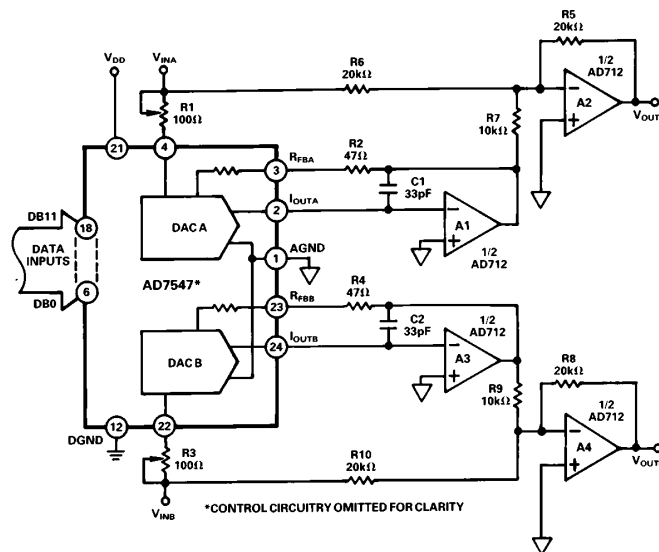 R5
20kΩ
VDD
VINA
R6
20kΩ
1/2
AD712
R1
100Ω
R7
10kΩ
A2
VOUT
21
4
RFBA
R2
47Ω
3
C1
33pF
DB11
18
IOUTA
2
DAC A
A1
DATA
INPUTS
AGND
1
1/2
AD712
6
DB0
AD7547*
RFBB
R4
47Ω
23
1/2
AD712
C2
33pF
IOUTB
24
DAC B
A3
R8
20kΩ
R9
10kΩ
12
22
DGND
1/2
AD712
R3
100Ω
R10
20kΩ
A4
VOUT
VINB
*CONTROL CIRCUITRY OMITTED FOR CLARITY